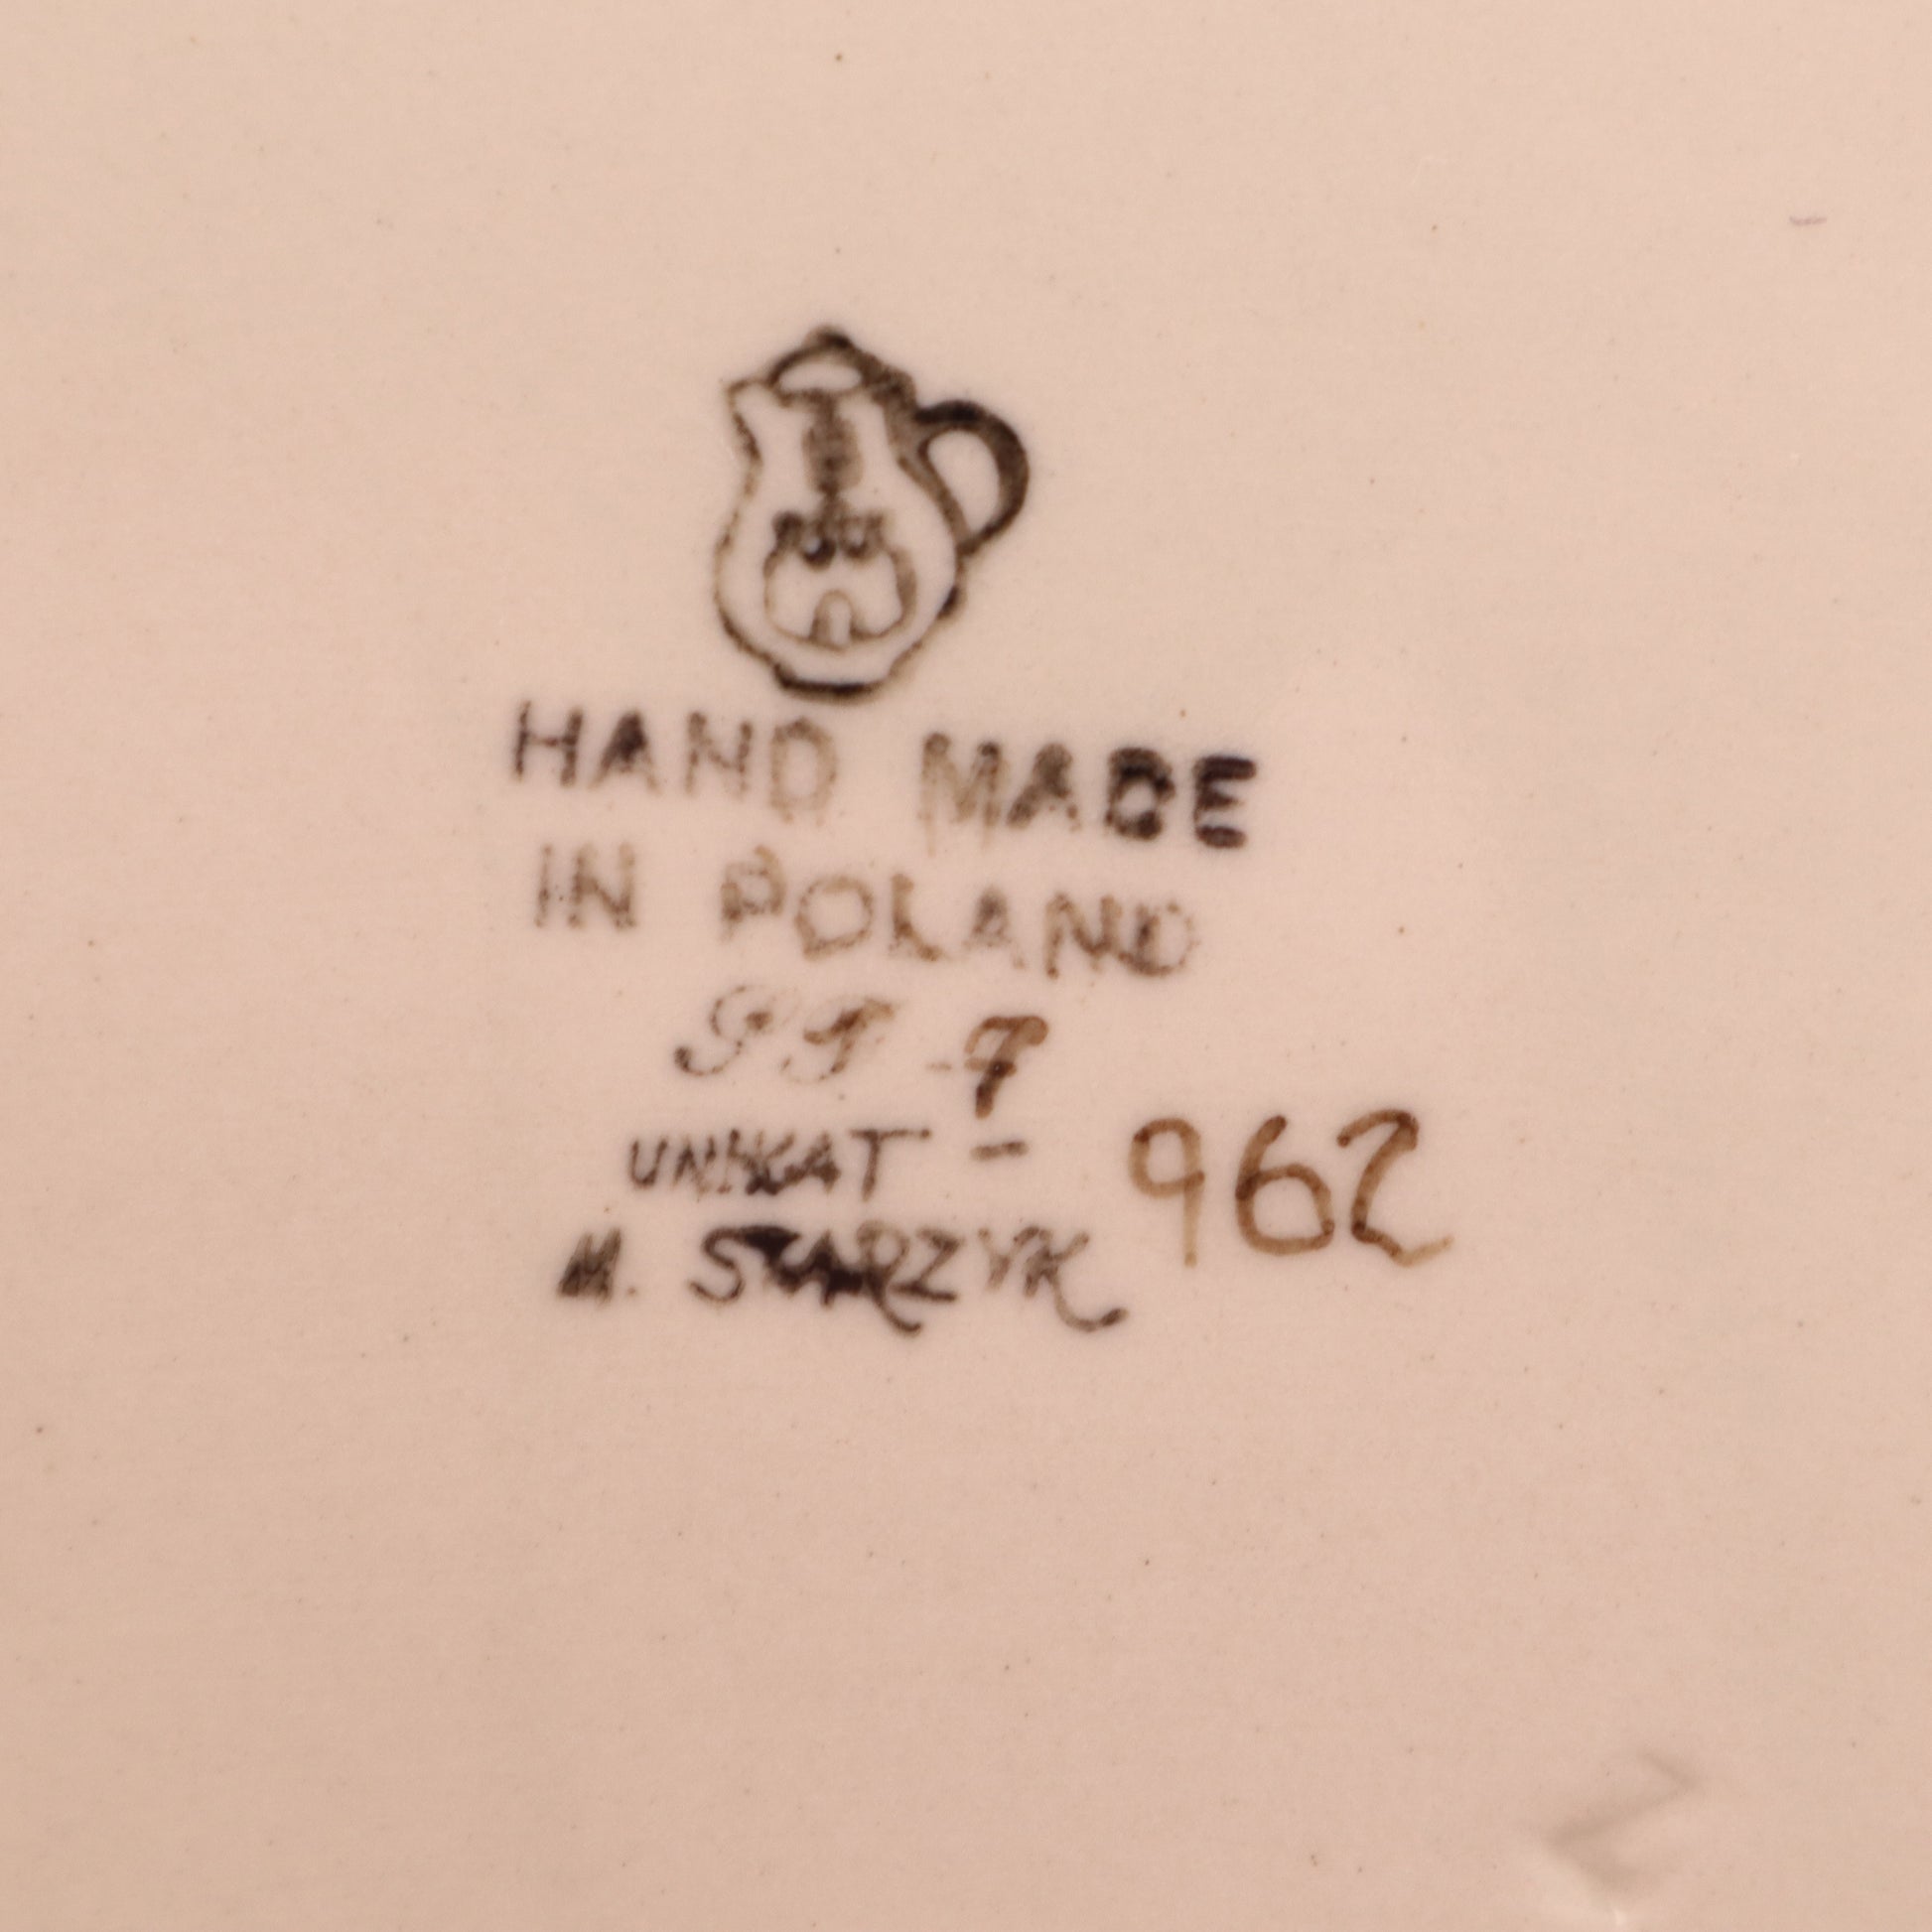 HAND MADE
IN POLAND
UNIKAT - 962
M. STARZYK